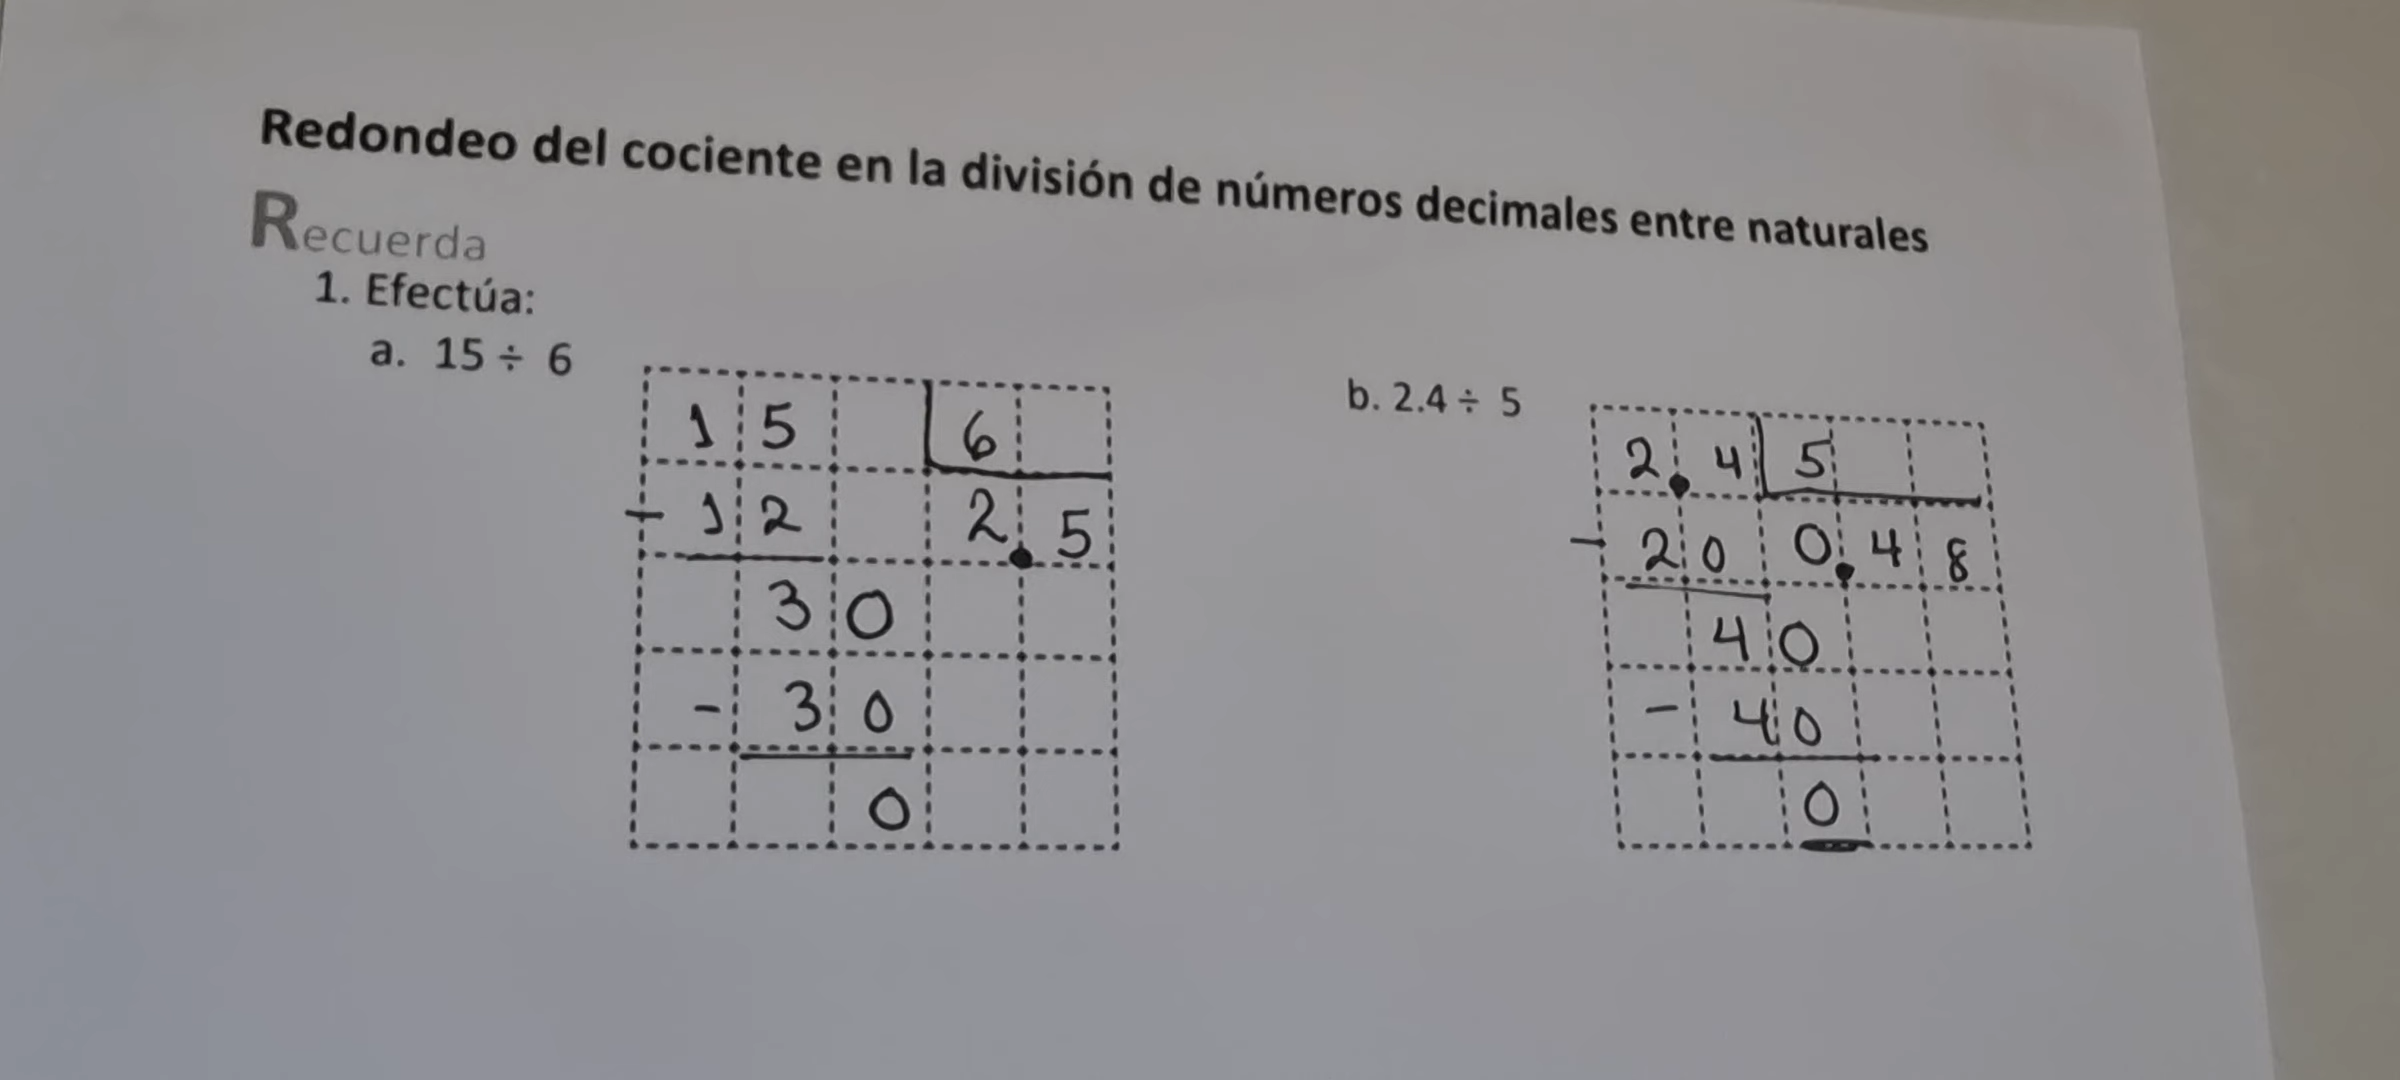 Redondeo del cociente en la división de números decimales entre naturales
Recuerda
1. Efectúa:
a. 15 ÷ 6
15 6
- 12 2.5
30
- 30
0
b. 2.4 ÷ 5
2.4 5
- 20 0.48
40
- 40
0